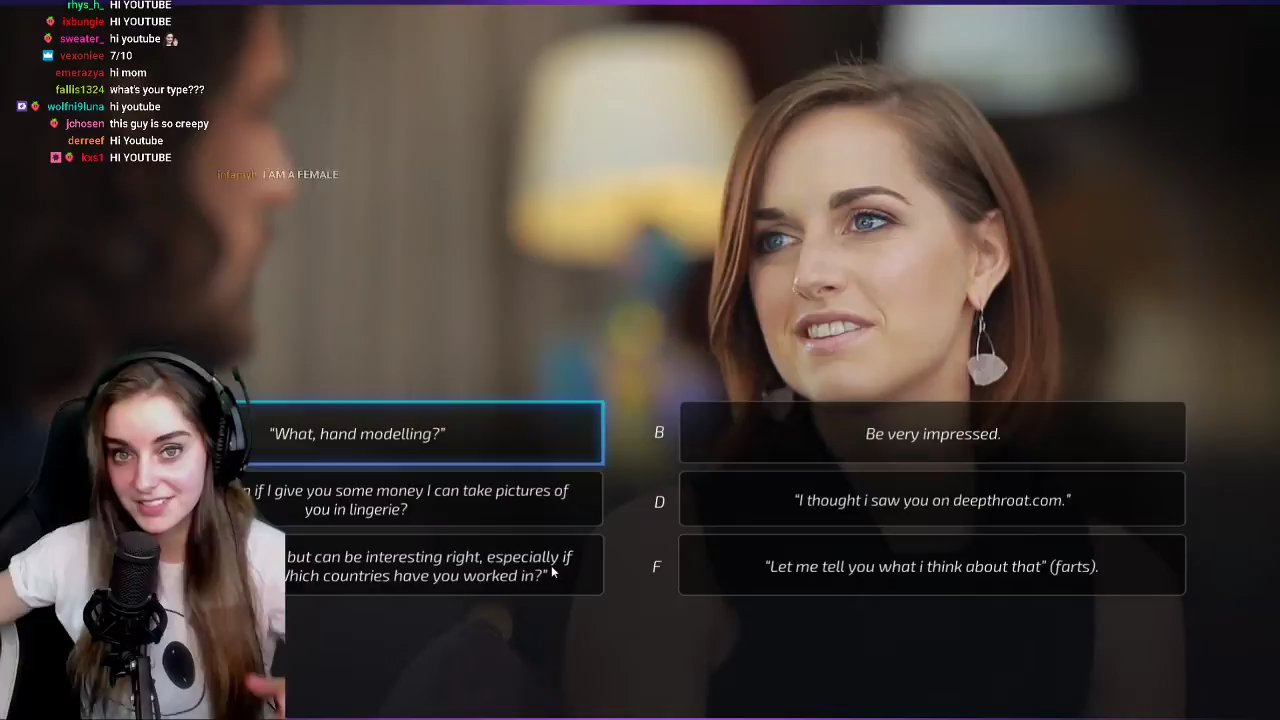 rhys_h_ HI YOUTUBE
ixbungie HI YOUTUBE
sweater_ hi youtube
vexoniee 7/10
emerazya hi mom
fallis1324 what's your type???
wolfni9luna hi youtube
jchosen this guy is so creepy
derreef Hi Youtube
kxs1 HI YOUTUBE
I AM A FEMALE
“What, hand modelling?”
B Be very impressed.
if I give you some money I can take pictures of
you in lingerie?
D “I thought i saw you on deepthroat.com.”
but can be interesting right, especially if
Which countries have you worked in?”
F “Let me tell you what i think about that” (farts).